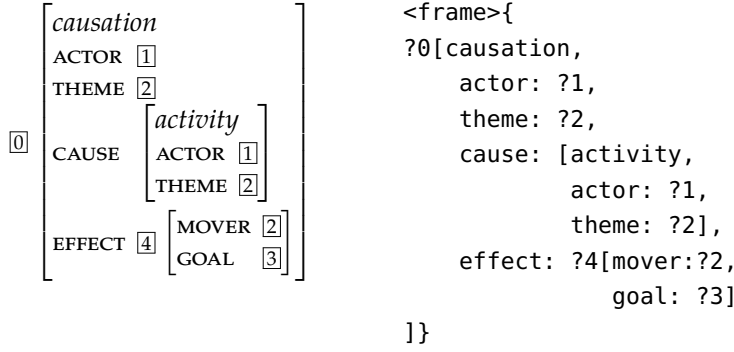 causation
ACTOR 1
THEME 2
0 CAUSE activity
ACTOR 1
THEME 2
EFFECT 4 MOVER 2
GOAL 3
<frame>{
?0[causation,
    actor: ?1,
    theme: ?2,
    cause: [activity,
            actor: ?1,
            theme: ?2],
    effect: ?4[mover:?2,
               goal: ?3]
]}